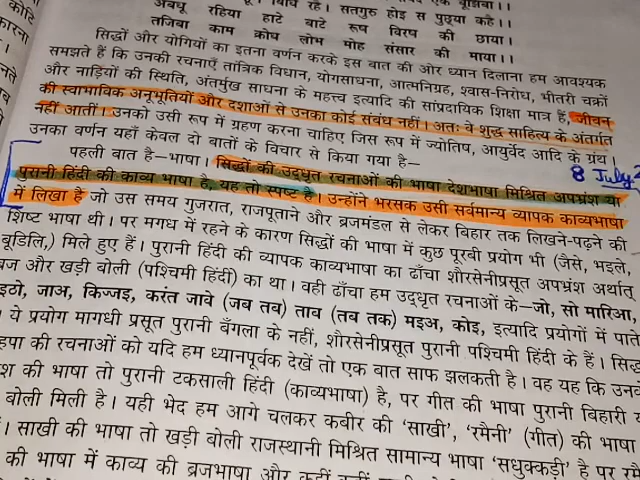 कोटि
कारना।
अबधू रहिया हाटे बाटे रूप बिरष की छाया।।
तजिबा काम क्रोध लोभ मोह संसार की माया।।
सिद्धों और योगियों का इतना वर्णन करके इस बात की ओर ध्यान दिलाना हम आवश्यक
समझते हैं कि उनकी रचनाएँ तांत्रिक विधान, योगसाधना, आत्मनिग्रह, श्वास-निरोध, भीतरी चक्रों
और नाड़ियों की स्थिति, अंतर्मुख साधना के महत्त्व इत्यादि की सांप्रदायिक शिक्षा मात्र हैं, जीवन
की स्वाभाविक अनुभूतियों और दशाओं से उनका कोई संबंध नहीं। अतः वे शुद्ध साहित्य के अंतर्गत
नहीं आतीं। उनको उसी रूप में ग्रहण करना चाहिए जिस रूप में ज्योतिष, आयुर्वेद आदि के ग्रंथ।
उनका वर्णन यहाँ केवल दो बातों के विचार से किया गया है—
8 July
पहली बात है—भाषा। सिद्धों की उद्धृत रचनाओं की भाषा देशभाषा मिश्रित अपभ्रंश या
पुरानी हिंदी की काव्य भाषा है, यह तो स्पष्ट है। उन्होंने भरसक उसी सर्वमान्य व्यापक काव्यभाषा
में लिखा है जो उस समय गुजरात, राजपूताने और ब्रजमंडल से लेकर बिहार तक लिखने-पढ़ने की
शिष्ट भाषा थी। पर मगध में रहने के कारण सिद्धों की भाषा में कुछ पूरबी प्रयोग भी (जैसे, भइले,
बूडिलि,) मिले हुए हैं। पुरानी हिंदी की व्यापक काव्यभाषा का ढाँचा शौरसेनीप्रसूत अपभ्रंश अर्थात्
और खड़ी बोली (पश्चिमी हिंदी) का था। वही ढाँचा हम उद्धृत रचनाओं के—जो, सो मारिआ,
जाअ, किज्जइ, करंत जावे (जब तब) ताव (तब तक) मइअ, कोइ, इत्यादि प्रयोगों में पाते
ये प्रयोग मागधी प्रसूत पुरानी बँगला के नहीं, शौरसेनीप्रसूत पुरानी पश्चिमी हिंदी के हैं। सिद्ध
की रचनाओं को यदि हम ध्यानपूर्वक देखें तो एक बात साफ झलकती है। वह यह कि उन
की भाषा तो पुरानी टकसाली हिंदी (काव्यभाषा) है, पर गीत की भाषा पुरानी बिहारी
बोली मिली है। यही भेद हम आगे चलकर कबीर की 'साखी', 'रमैनी' (गीत) की भाषा
। साखी की भाषा तो खड़ी बोली राजस्थानी मिश्रित सामान्य भाषा 'सधुक्कड़ी' है पर
की भाषा में काव्य की ब्रजभाषा और कहीं कहीं